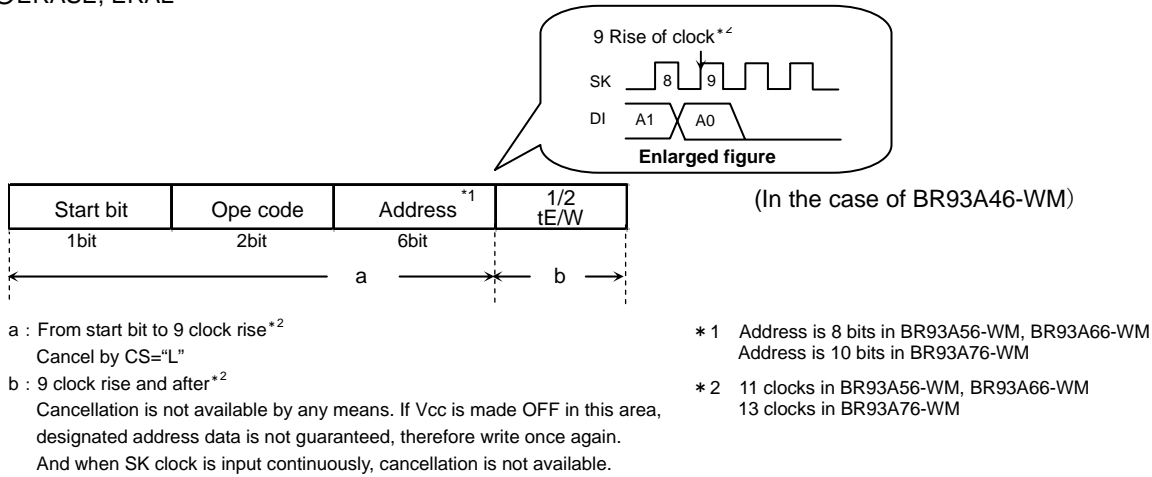 ERASE, ERAL
9 Rise of clock*2
SK 8 9
DI A1 A0
Enlarged figure
Start bit Ope code Address *1 1/2 tE/W
1bit 2bit 6bit
a b
(In the case of BR93A46-WM)
a : From start bit to 9 clock rise*2
Cancel by CS=“L”
b : 9 clock rise and after*2
Cancellation is not available by any means. If Vcc is made OFF in this area,
designated address data is not guaranteed, therefore write once again.
And when SK clock is input continuously, cancellation is not available.
*1 Address is 8 bits in BR93A56-WM, BR93A66-WM
Address is 10 bits in BR93A76-WM
*2 11 clocks in BR93A56-WM, BR93A66-WM
13 clocks in BR93A76-WM